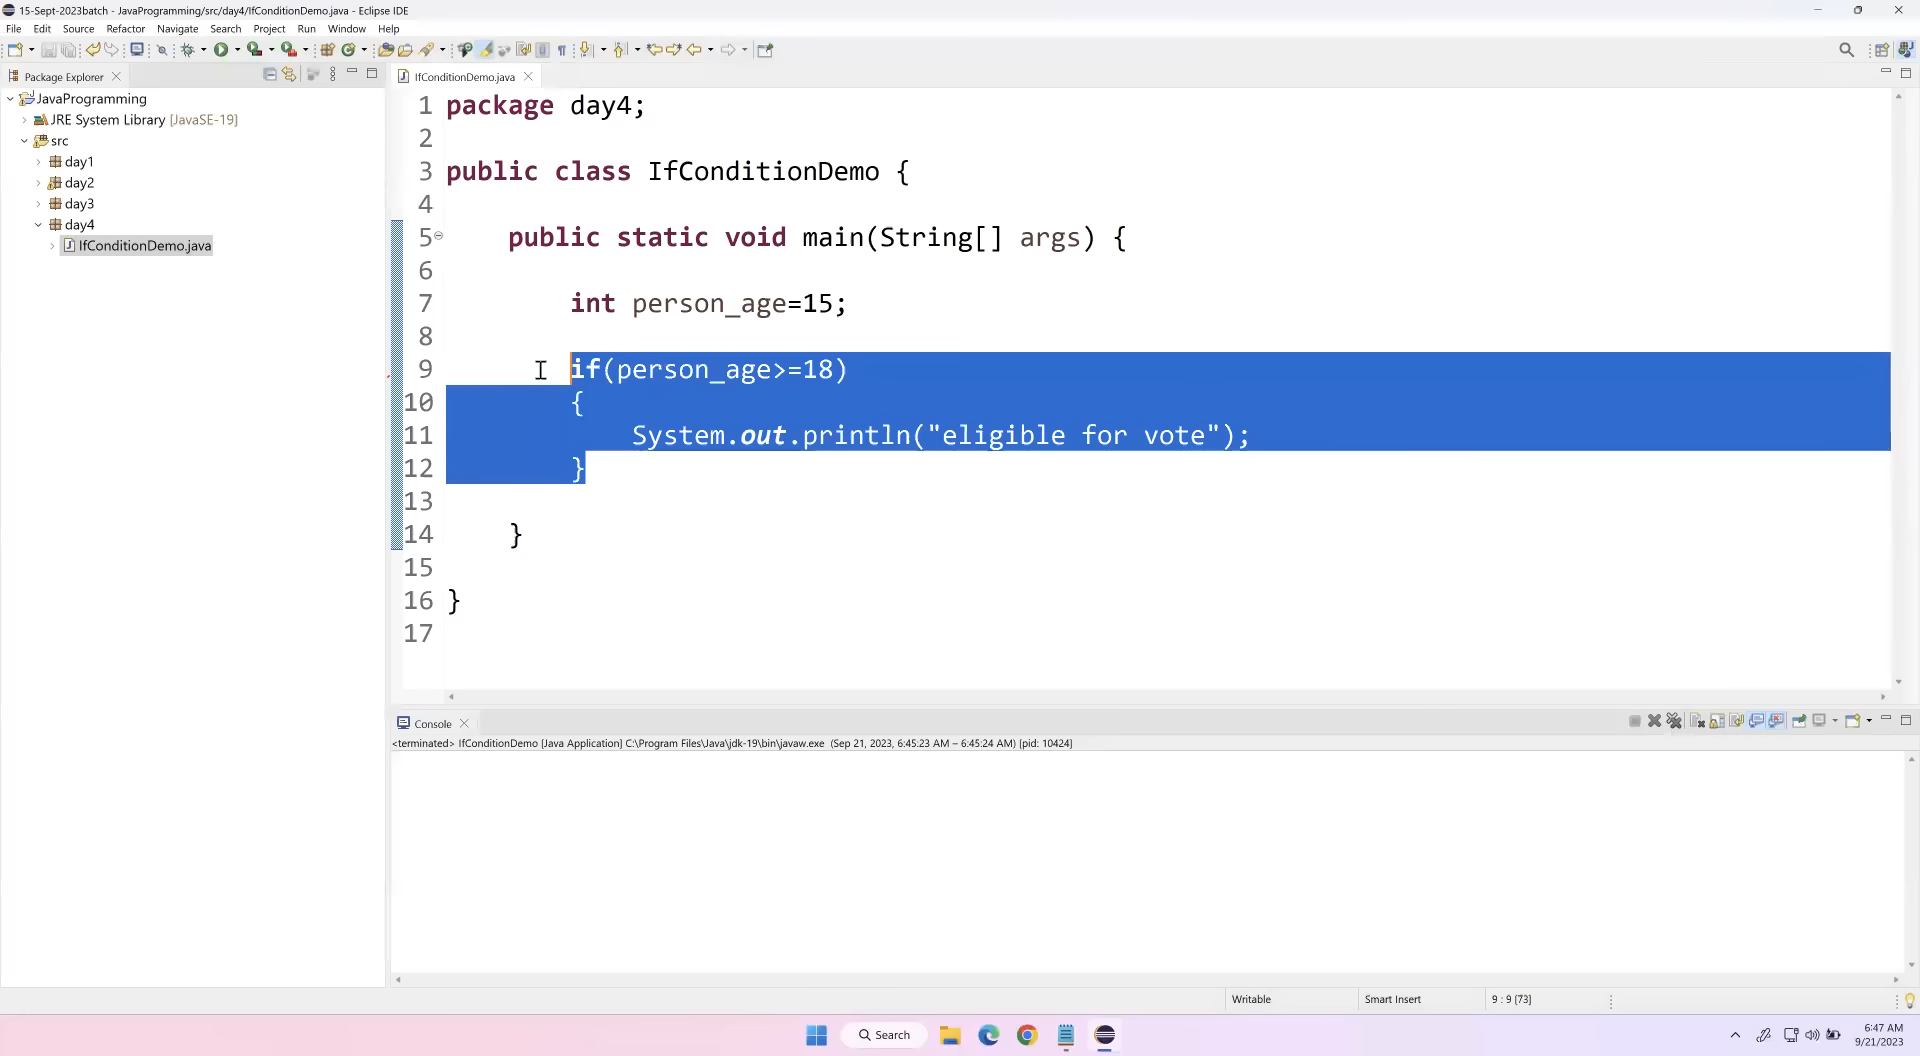 15-Sept-2023batch - JavaProgramming/src/day4/IfConditionDemo.java - Eclipse IDE
File Edit Source Refactor Navigate Search Project Run Window Help
Package Explorer
JavaProgramming
JRE System Library [JavaSE-19]
src
day1
day2
day3
day4
IfConditionDemo.java
IfConditionDemo.java
1 package day4;
2
3 public class IfConditionDemo {
4
5 public static void main(String[] args) {
6
7 int person_age=15;
8
9 if(person_age>=18)
10 {
11 System.out.println("eligible for vote");
12 }
13
14 }
15
16 }
17
Console
<terminated> IfConditionDemo [Java Application] C:\Program Files\Java\jdk-19\bin\javaw.exe (Sep 21, 2023, 6:45:23 AM – 6:45:24 AM) [pid: 10424]
Writable Smart Insert 9 : 9 [73]
Search
6:47 AM
9/21/2023